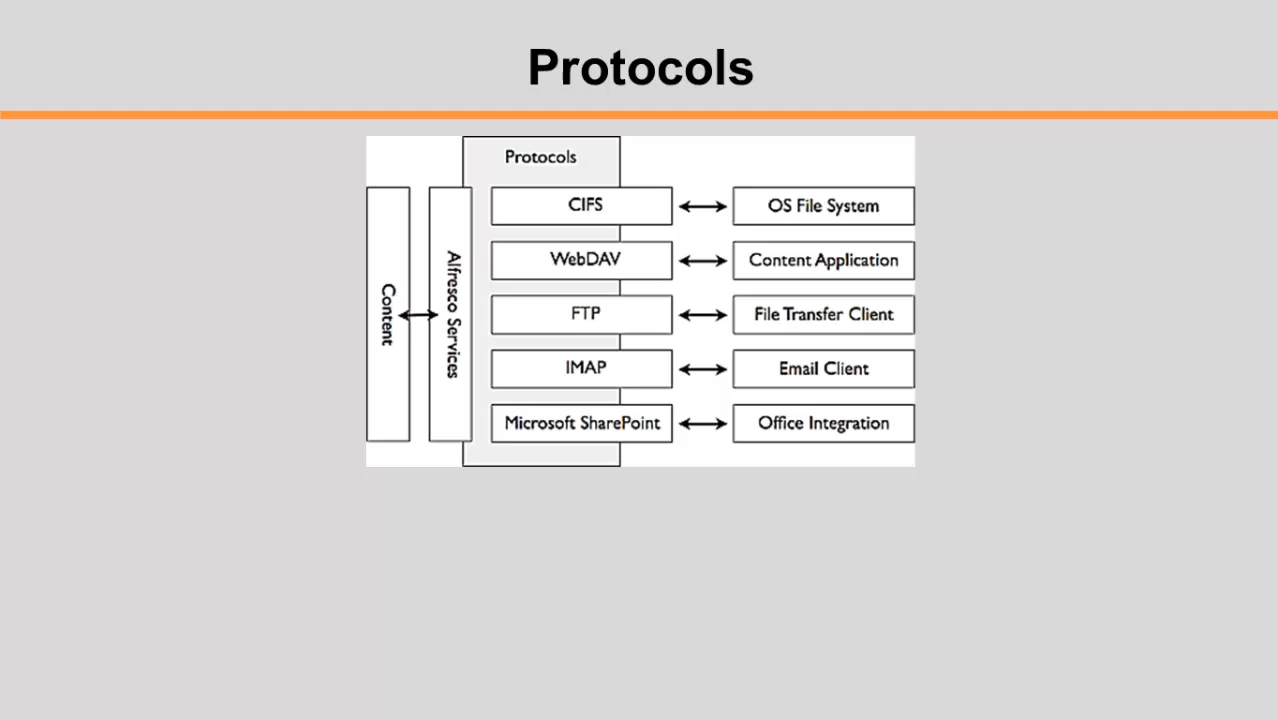 Protocols
Protocols
Content
Alfresco Services
CIFS
OS File System
WebDAV
Content Application
FTP
File Transfer Client
IMAP
Email Client
Microsoft SharePoint
Office Integration